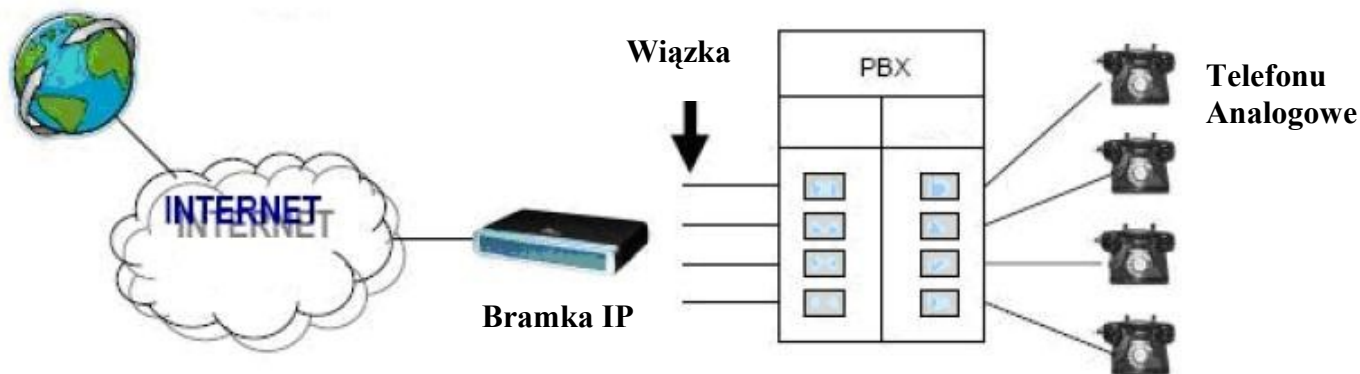 Wiązka
PBX
Telefonu
Analogowe
INTERNET
Bramka IP